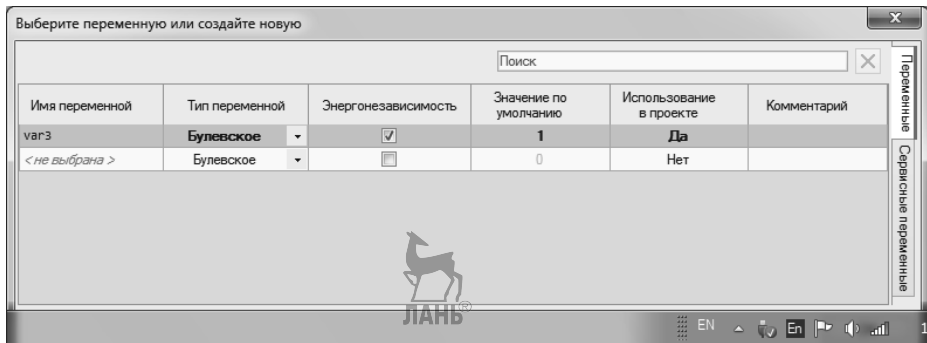 Выберите переменную или создайте новую
x
Поиск
Имя переменной Тип переменной Энергонезависимость Значение по умолчанию Использование в проекте Комментарий
var3 Булевское 1 Да
<не выбрана> Булевское 0 Нет
Переменные
Сервисные переменные
ЛАНЬ®
EN En 1